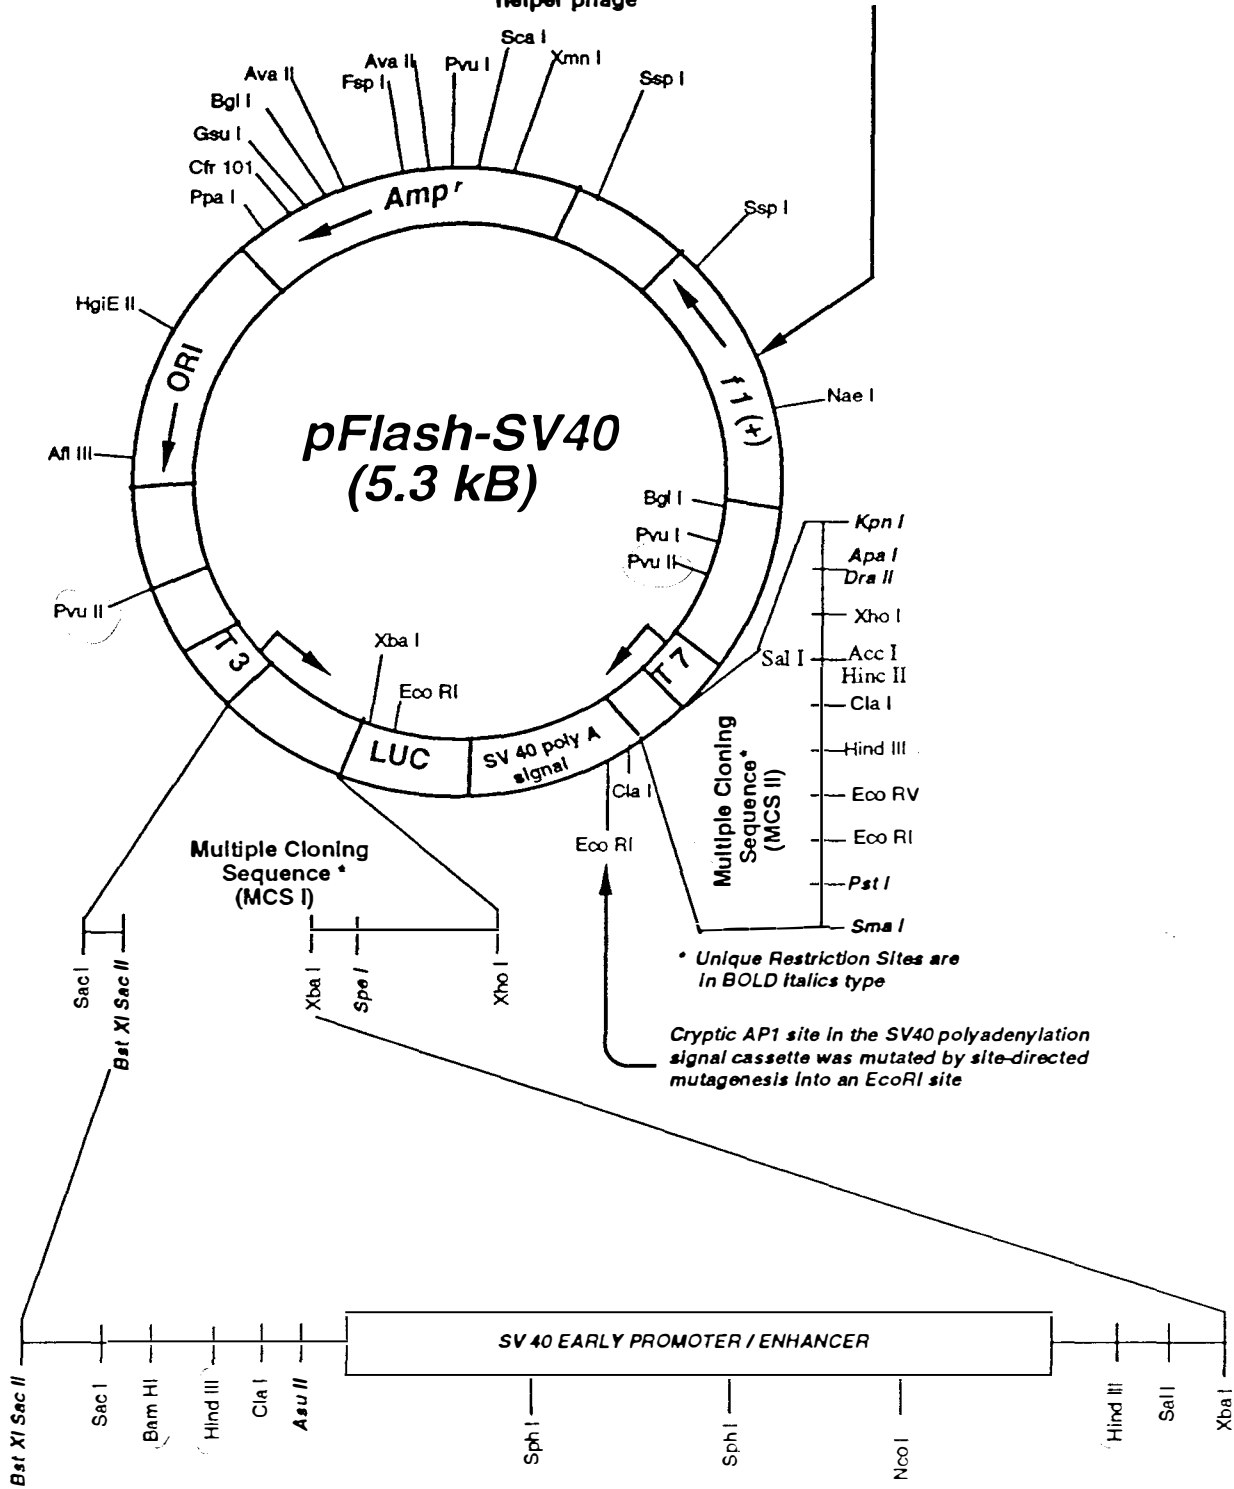 helper phage
Sca I
Xmn I
Ava II
Pvu I
Fsp I
Ssp I
Ava II
Bgl I
Gsu I
Cfr 101
Ppa I
Amp r
Ssp I
HgiE II
ORI
f1 (+)
Nae I
pFlash-SV40
(5.3 kB)
Afl III
Bgl I
Pvu I
Pvu II
Kpn I
Apa I
Dra II
Xho I
Sal I
Acc I
Hinc II
Cla I
Hind III
Eco RV
Eco RI
Pst I
Sma I
Pvu II
T3
T7
Xba I
Eco RI
LUC
SV 40 poly A
signal
Cla I
Eco RI
Multiple Cloning
Sequence *
(MCS II)
Multiple Cloning
Sequence *
(MCS I)
Sac I
Bst XI Sac II
Xba I
Spe I
Xho I
* Unique Restriction Sites are
in BOLD italics type
Cryptic AP1 site in the SV40 polyadenylation
signal cassette was mutated by site-directed
mutagenesis into an EcoRI site
SV 40 EARLY PROMOTER / ENHANCER
Bst XI Sac II
Sac I
Bam HI
Hind III
Cla I
Asu II
Sph I
Sph I
Nco I
Hind III
Sal I
Xba I